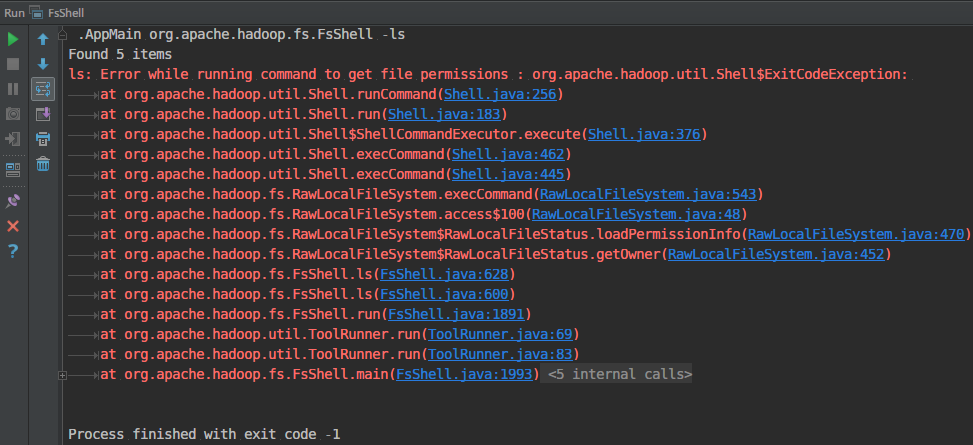 Run FsShell
.AppMain org.apache.hadoop.fs.FsShell -ls
Found 5 items
ls: Error while running command to get file permissions : org.apache.hadoop.util.Shell$ExitCodeException:
at org.apache.hadoop.util.Shell.runCommand(Shell.java:256)
at org.apache.hadoop.util.Shell.run(Shell.java:183)
at org.apache.hadoop.util.Shell$ShellCommandExecutor.execute(Shell.java:376)
at org.apache.hadoop.util.Shell.execCommand(Shell.java:462)
at org.apache.hadoop.util.Shell.execCommand(Shell.java:445)
at org.apache.hadoop.fs.RawLocalFileSystem.execCommand(RawLocalFileSystem.java:543)
at org.apache.hadoop.fs.RawLocalFileSystem.access$100(RawLocalFileSystem.java:48)
at org.apache.hadoop.fs.RawLocalFileSystem$RawLocalFileStatus.loadPermissionInfo(RawLocalFileSystem.java:470)
at org.apache.hadoop.fs.RawLocalFileSystem$RawLocalFileStatus.getOwner(RawLocalFileSystem.java:452)
at org.apache.hadoop.fs.FsShell.ls(FsShell.java:628)
at org.apache.hadoop.fs.FsShell.ls(FsShell.java:600)
at org.apache.hadoop.fs.FsShell.run(FsShell.java:1891)
at org.apache.hadoop.util.ToolRunner.run(ToolRunner.java:69)
at org.apache.hadoop.util.ToolRunner.run(ToolRunner.java:83)
at org.apache.hadoop.fs.FsShell.main(FsShell.java:1993) <5 internal calls>
Process finished with exit code -1